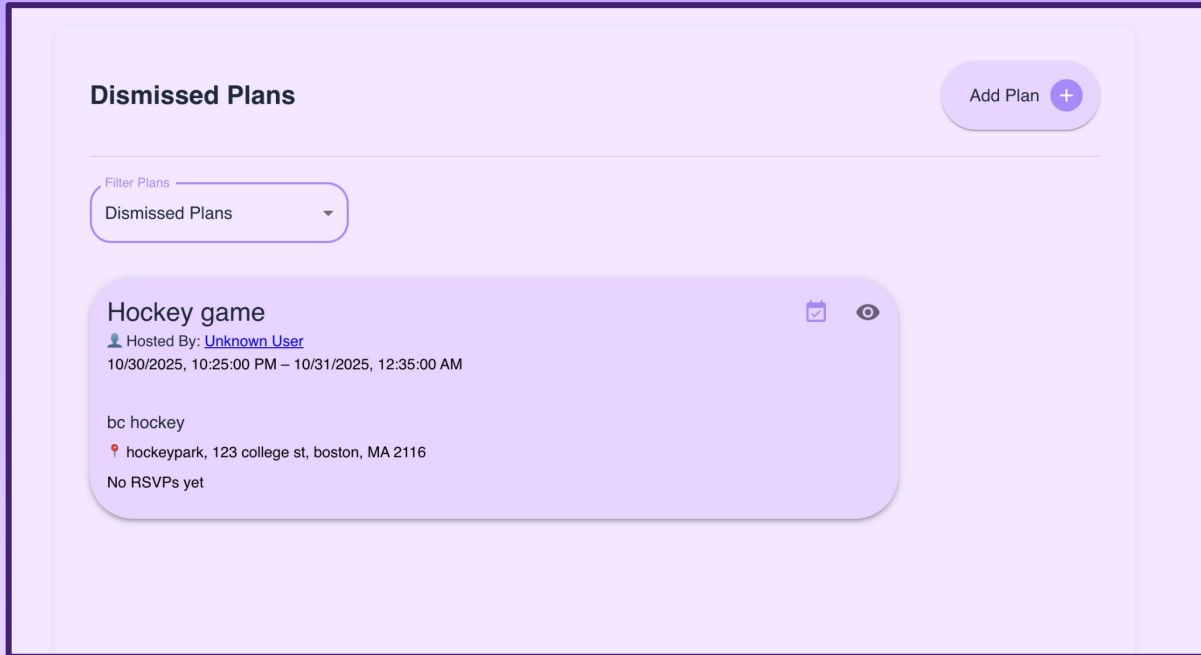 Dismissed Plans
Add Plan +
Filter Plans
Dismissed Plans
Hockey game
👤 Hosted By: Unknown User
10/30/2025, 10:25:00 PM – 10/31/2025, 12:35:00 AM
bc hockey
📍 hockeypark, 123 college st, boston, MA 2116
No RSVPs yet